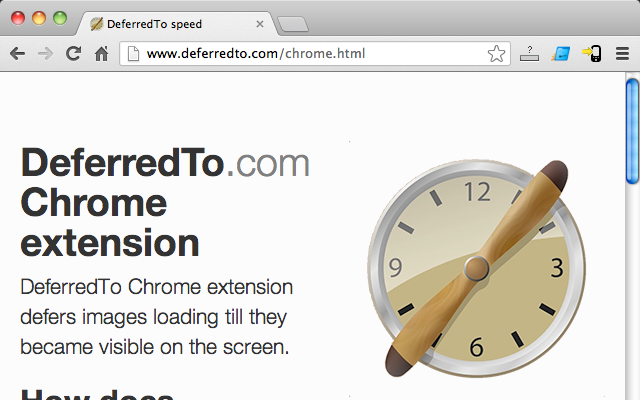 DeferredTo speed
www.deferredto.com/chrome.html
DeferredTo.com
Chrome
extension
DeferredTo Chrome extension
defers images loading till they
became visible on the screen.
12
9
3
6
How does